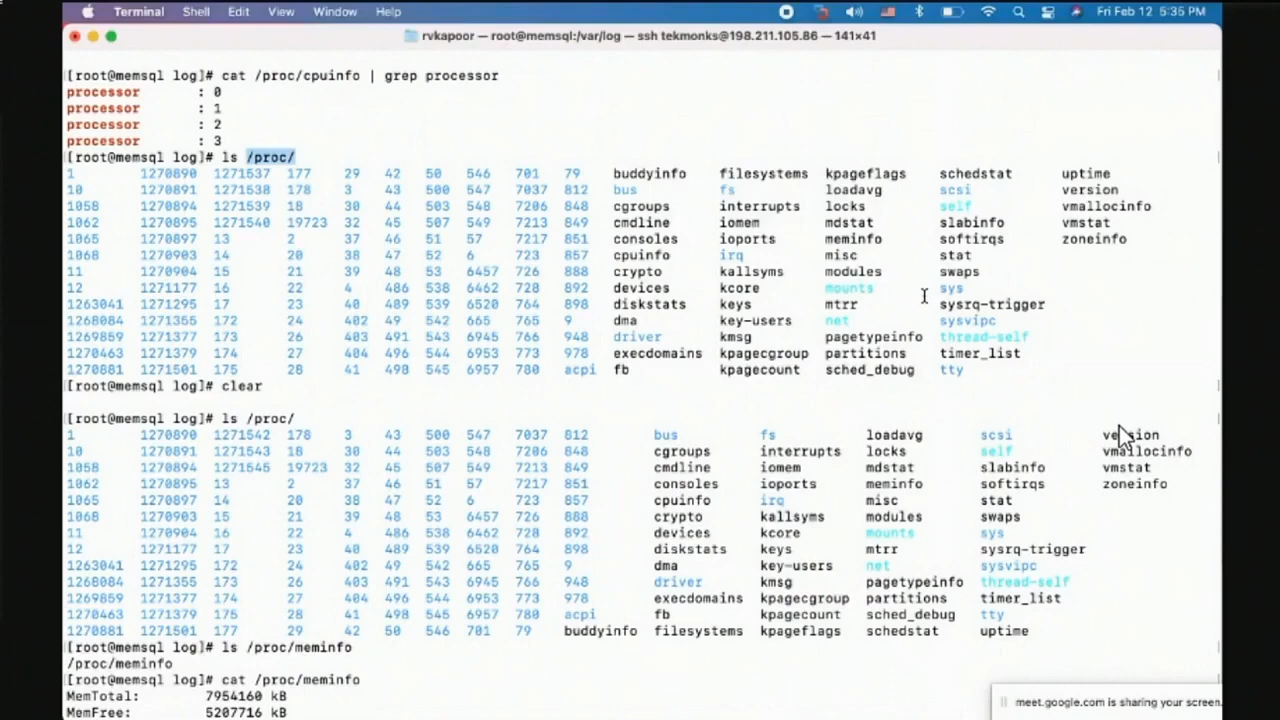 Terminal Shell Edit View Window Help Fri Feb 12 5:35 PM
rvkapoor — root@memsql:/var/log — ssh tekmonks@198.211.105.86 — 141×41
[root@memsql log]# cat /proc/cpuinfo | grep processor
processor : 0
processor : 1
processor : 2
processor : 3
[root@memsql log]# ls /proc/
1 1270890 1271537 177 29 42 50 546 701 79 buddyinfo filesystems kpageflags schedstat uptime
10 1270891 1271538 178 3 43 500 547 7037 812 bus fs loadavg scsi version
1058 1270894 1271539 18 30 44 503 548 7206 848 cgroups interrupts locks self vmallocinfo
1062 1270895 1271540 19723 32 45 507 549 7213 849 cmdline iomem mdstat slabinfo vmstat
1065 1270897 13 2 37 46 51 57 7217 851 consoles ioports meminfo softirqs zoneinfo
1068 1270903 14 20 38 47 52 6 723 857 cpuinfo irq misc stat
11 1270904 15 21 39 48 53 6457 726 888 crypto kallsyms modules swaps
12 1271177 16 22 4 486 538 6462 728 892 devices kcore mounts sys
1263041 1271295 17 23 40 489 539 6520 764 898 diskstats keys mtrr sysrq-trigger
1268084 1271355 172 24 402 49 542 665 765 9 dma key-users net sysvipc
1269859 1271377 173 26 403 491 543 6945 766 948 driver kmsg pagetypeinfo thread-self
1270463 1271379 174 27 404 496 544 6953 773 978 execdomains kpagecgroup partitions timer_list
1270881 1271501 175 28 41 498 545 6957 780 acpi fb kpagecount sched_debug tty
[root@memsql log]# clear
[root@memsql log]# ls /proc/
1 1270890 1271542 178 3 43 500 547 7037 812 bus fs loadavg scsi version
10 1270891 1271543 18 30 44 503 548 7206 848 cgroups interrupts locks self vmallocinfo
1058 1270894 1271545 19723 32 45 507 549 7213 849 cmdline iomem mdstat slabinfo vmstat
1062 1270895 13 2 37 46 51 57 7217 851 consoles ioports meminfo softirqs zoneinfo
1065 1270897 14 20 38 47 52 6 723 857 cpuinfo irq misc stat
1068 1270903 15 21 39 48 53 6457 726 888 crypto kallsyms modules swaps
11 1270904 16 22 4 486 538 6462 728 892 devices kcore mounts sys
12 1271177 17 23 40 489 539 6520 764 898 diskstats keys mtrr sysrq-trigger
1263041 1271295 172 24 402 49 542 665 765 9 dma key-users net sysvipc
1268084 1271355 173 26 403 491 543 6945 766 948 driver kmsg pagetypeinfo thread-self
1269859 1271377 174 27 404 496 544 6953 773 978 execdomains kpagecgroup partitions timer_list
1270463 1271379 175 28 41 498 545 6957 780 acpi fb kpagecount sched_debug tty
1270881 1271501 177 29 42 50 546 701 79 buddyinfo filesystems kpageflags schedstat uptime
[root@memsql log]# ls /proc/meminfo
/proc/meminfo
[root@memsql log]# cat /proc/meminfo
MemTotal: 7954160 kB
MemFree: 5207716 kB
meet.google.com is sharing your screen.